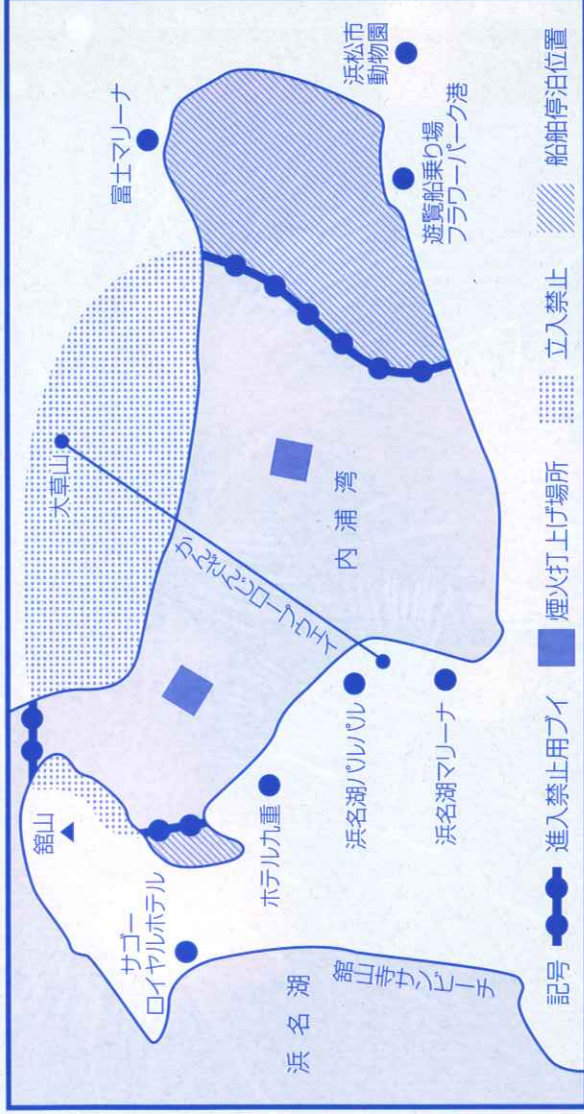 舘山
サゴー
ロイヤルホテル
浜名湖
舘山寺サンビーチ
ホテル九重
浜名湖パルパル
浜名湖マリーナ
大草山
かんざんじロープウェイ
内浦湾
富士マリーナ
浜松市
動物園
遊覧船乗り場
フラワーパーク港
記号 進入禁止用ブイ 煙火打上げ場所 立入禁止 船舶停泊位置